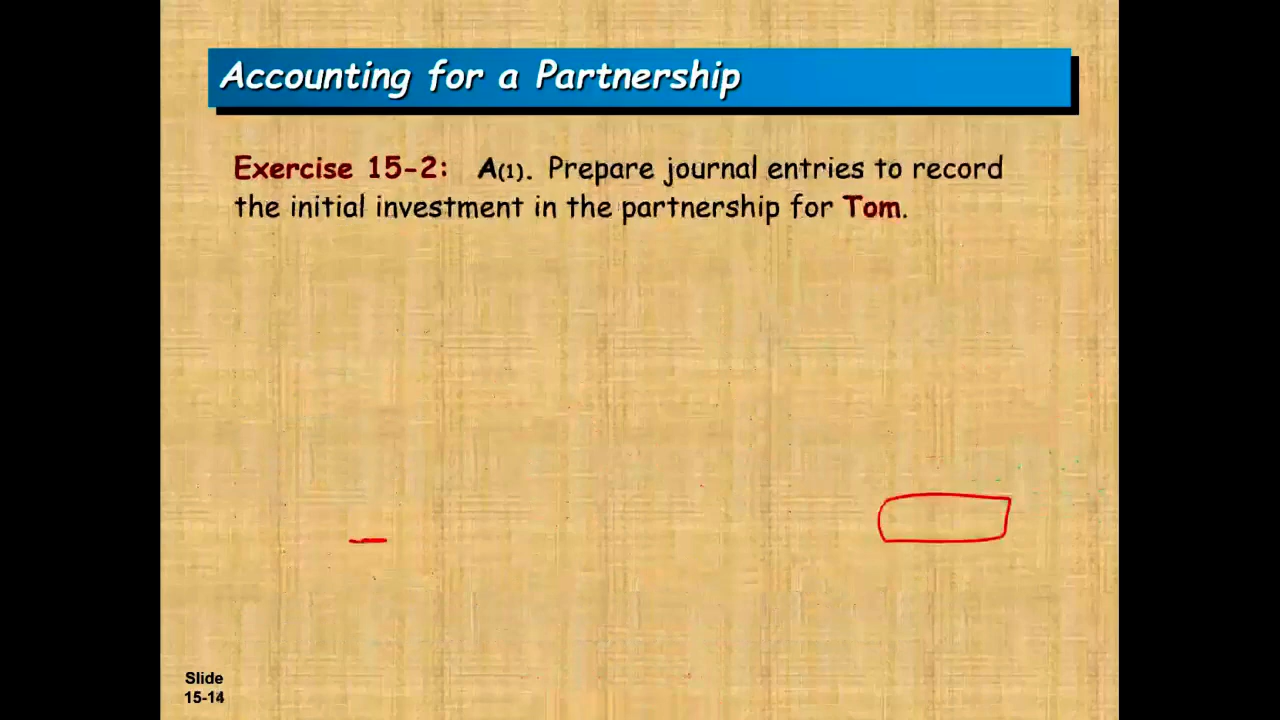 Accounting for a Partnership
Exercise 15-2: A(1). Prepare journal entries to record
the initial investment in the partnership for Tom.
Slide
15-14